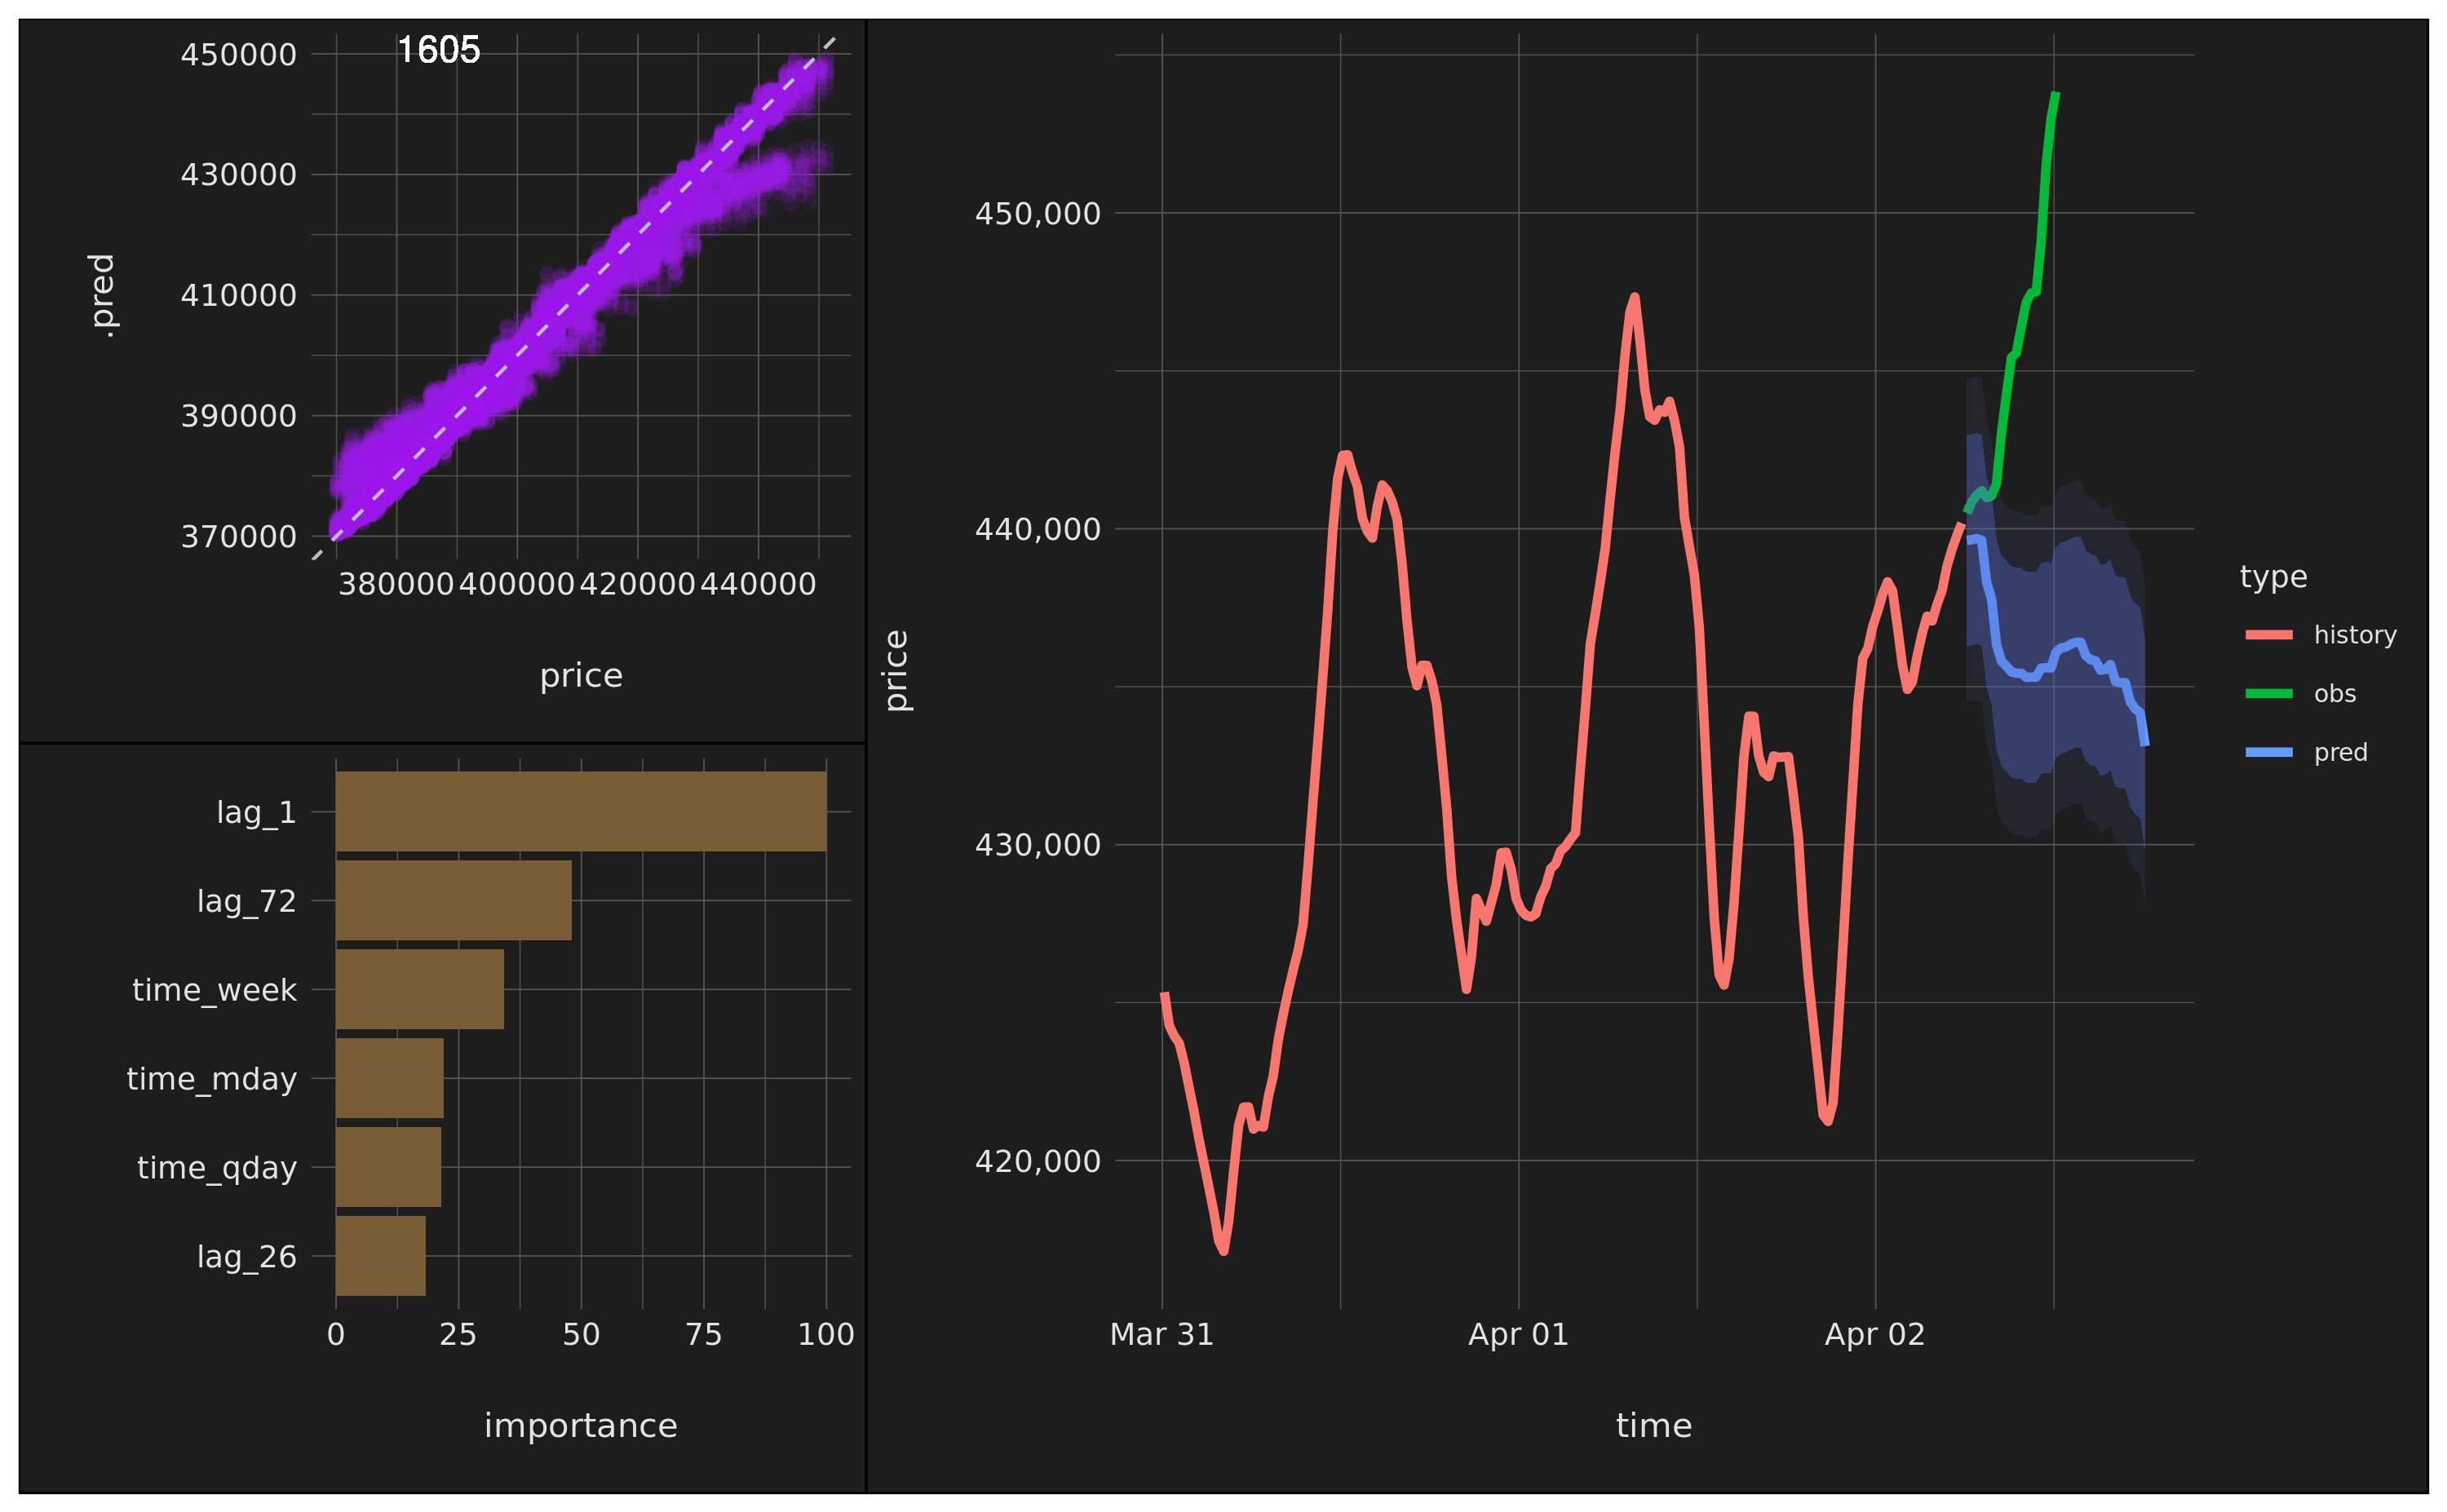 1605
450000
430000
410000
390000
370000
.pred
380000 400000 420000 440000
price
lag_1
lag_72
time_week
time_mday
time_qday
lag_26
0 25 50 75 100
importance
450,000
440,000
430,000
420,000
price
Mar 31 Apr 01 Apr 02
time
type
history
obs
pred